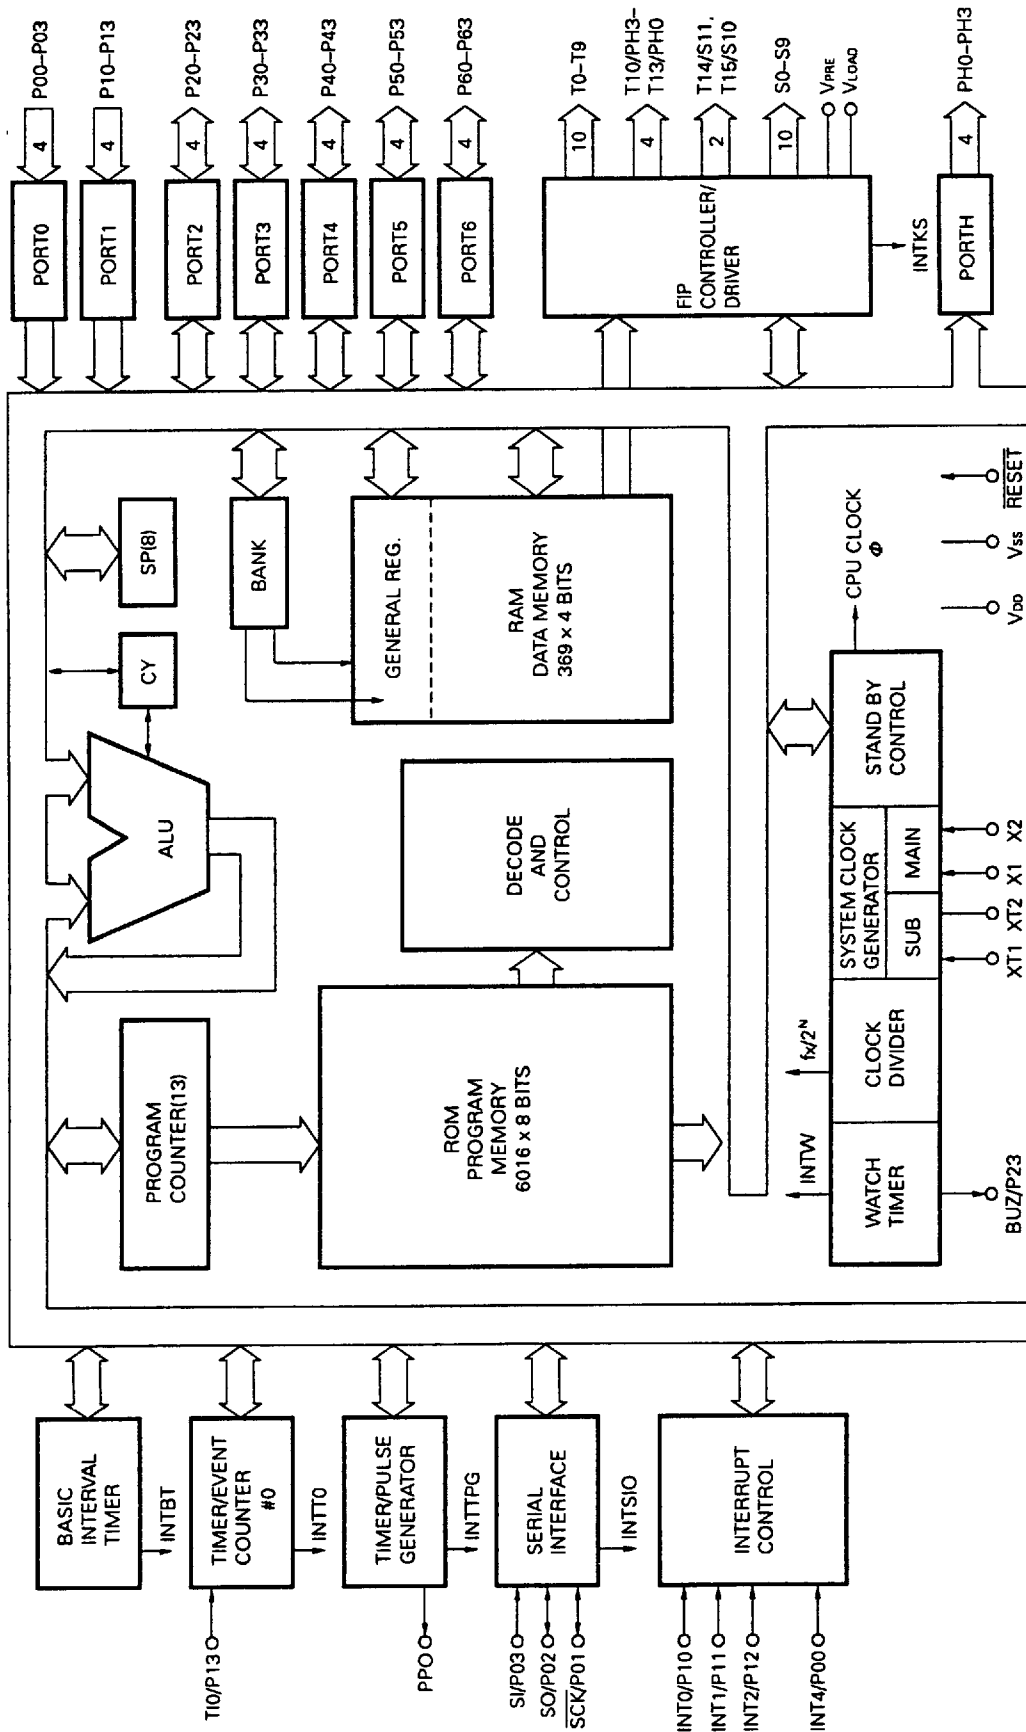 BASIC
INTERVAL
TIMER
INTBT
TI0/P13
TIMER/EVENT
COUNTER
#0
INTT0
TIMER/PULSE
GENERATOR
PPO
INTTPG
SI/P03
SO/P02
SCK/P01
SERIAL
INTERFACE
INTSIO
INT0/P10
INT1/P11
INT2/P12
INT4/P00
INTERRUPT
CONTROL
PROGRAM
COUNTER(13)
ALU
CY
SP(8)
BANK
ROM
PROGRAM
MEMORY
6016 x 8 BITS
DECODE
AND
CONTROL
GENERAL REG.
RAM
DATA MEMORY
369 x 4 BITS
INTW
fx/2N
CPU CLOCK
Φ
WATCH
TIMER
CLOCK
DIVIDER
SYSTEM CLOCK
GENERATOR
SUB
MAIN
STAND BY
CONTROL
BUZ/P23
XT1
XT2
X1
X2
VDD
VSS
RESET
PORT0
4
P00–P03
PORT1
4
P10–P13
PORT2
4
P20–P23
PORT3
4
P30–P33
PORT4
4
P40–P43
PORT5
4
P50–P53
PORT6
4
P60–P63
FIP
CONTROLLER/
DRIVER
10
T0–T9
4
T10/PH3–
T13/PH0
2
T14/S11,
T15/S10
10
S0–S9
VPRE
VLOAD
INTKS
PORTH
4
PH0–PH3